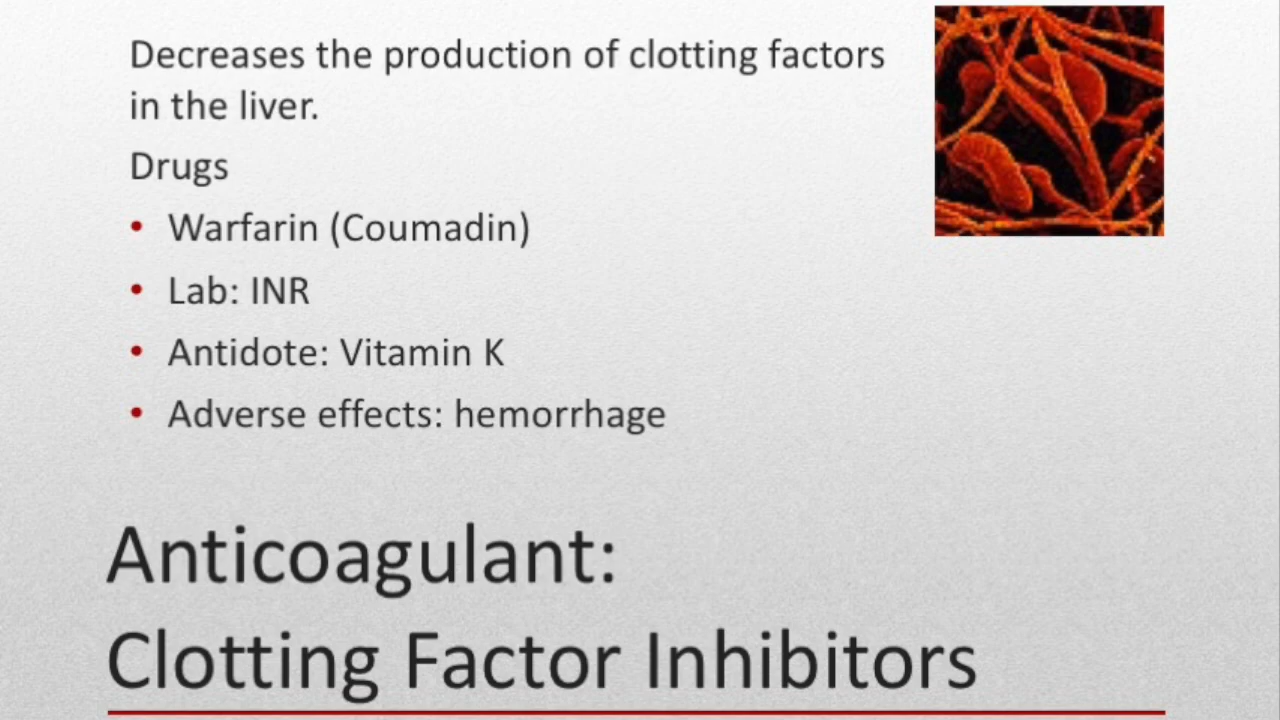 Decreases the production of clotting factors
in the liver.
Drugs
• Warfarin (Coumadin)
• Lab: INR
• Antidote: Vitamin K
• Adverse effects: hemorrhage
Anticoagulant:
Clotting Factor Inhibitors